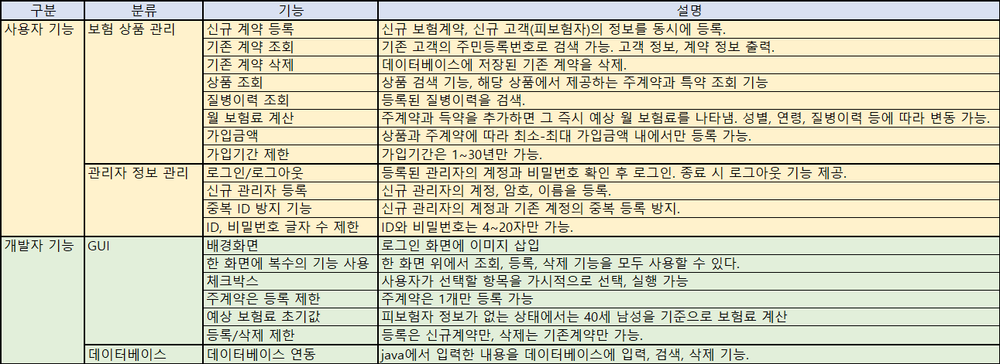 구분 분류 기능 설명
사용자 기능 보험 상품 관리 신규 계약 등록 신규 보험계약, 신규 고객(피보험자)의 정보를 동시에 등록.
기존 계약 조회 기존 고객의 주민등록번호로 검색 가능. 고객 정보, 계약 정보 출력.
기존 계약 삭제 데이터베이스에 저장된 기존 계약을 삭제.
상품 조회 상품 검색 기능, 해당 상품에서 제공하는 주계약과 특약 조회 기능
질병이력 조회 등록된 질병이력을 검색.
월 보험료 계산 주계약과 득약을 추가하면 그 즉시 예상 월 보험료를 나타냄. 성별, 연령, 질병이력 등에 따라 변동 가능.
가입금액 상품과 주계약에 따라 최소-최대 가입금액 내에서만 등록 가능.
가입기간 제한 가입기간은 1~30년만 가능.
관리자 정보 관리 로그인/로그아웃 등록된 관리자의 계정과 비밀번호 확인 후 로그인. 종료 시 로그아웃 기능 제공.
신규 관리자 등록 신규 관리자의 계정, 암호, 이름을 등록.
중복 ID 방지 기능 신규 관리자의 계정과 기존 계정의 중복 등록 방지.
ID, 비밀번호 글자 수 제한 ID와 비밀번호는 4~20자만 가능.
개발자 기능 GUI 배경화면 로그인 화면에 이미지 삽입
한 화면에 복수의 기능 사용 한 화면 위에서 조회, 등록, 삭제 기능을 모두 사용할 수 있다.
체크박스 사용자가 선택할 항목을 가시적으로 선택, 실행 가능
주계약은 등록 제한 주계약은 1개만 등록 가능
예상 보험료 초기값 피보험자 정보가 없는 상태에서는 40세 남성을 기준으로 보험료 계산
등록/삭제 제한 등록은 신규계약만, 삭제는 기존계약만 가능.
데이터베이스 데이터베이스 연동 java에서 입력한 내용을 데이터베이스에 입력, 검색, 삭제 기능.